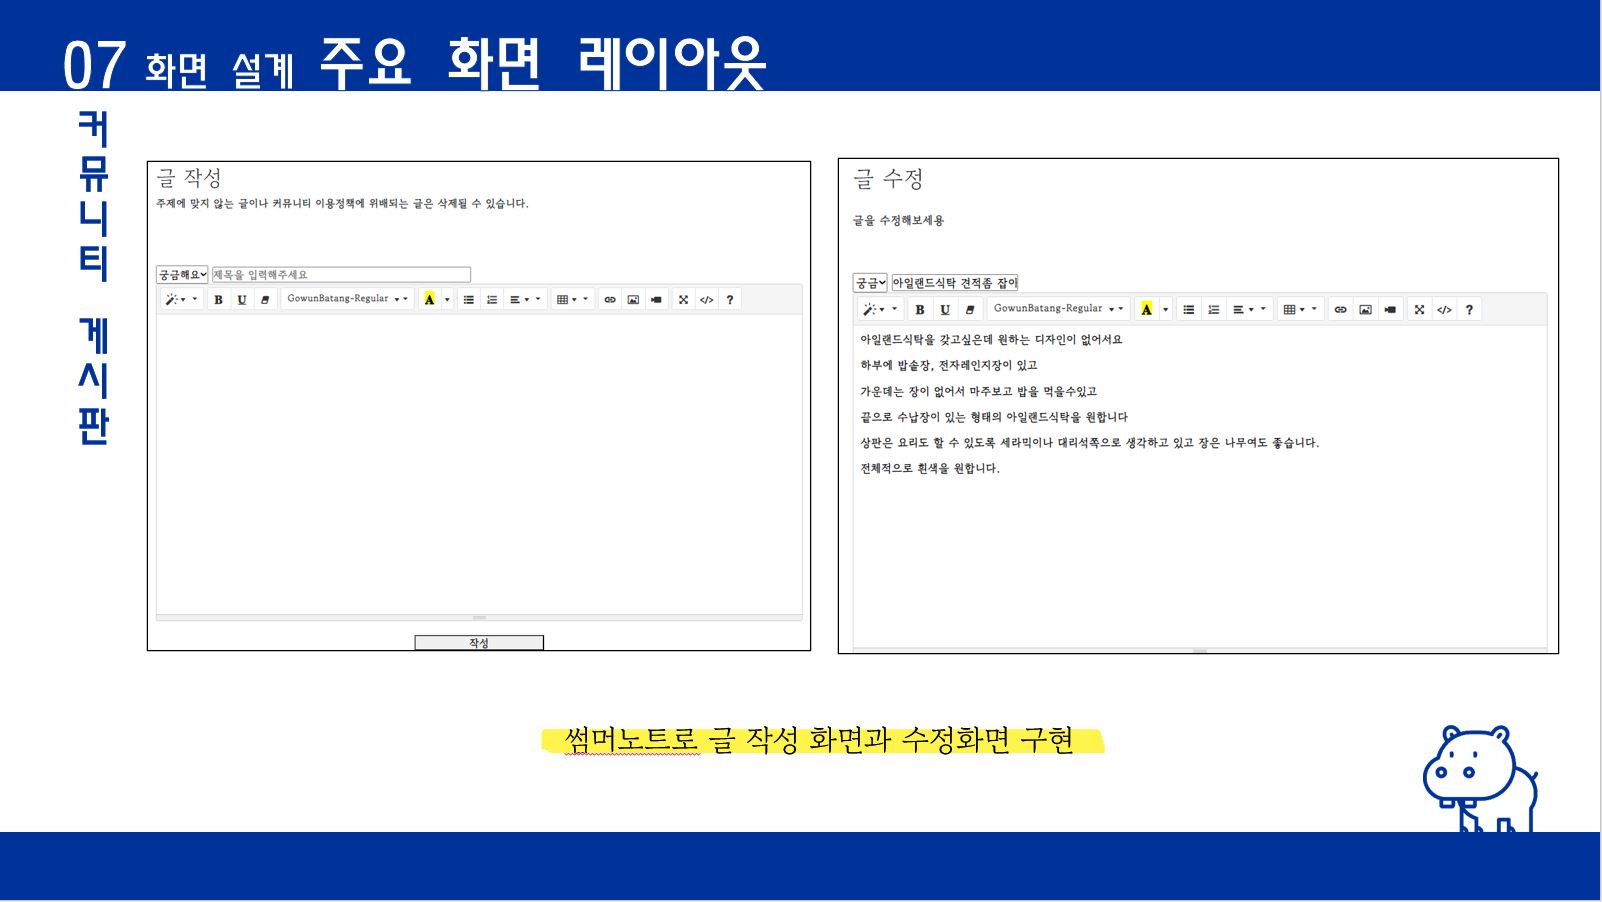 07 화면 설계 주요 화면 레이아웃
커뮤니티 게시판
글 작성
주제에 맞지 않는 글이나 커뮤니티 이용정책에 위배되는 글은 삭제될 수 있습니다.
궁금해요 제목을 입력해주세요
B U GowunBatang-Regular A </> ?
작성
글 수정
글을 수정해보세용
궁금 아일랜드식탁 견적좀 잡이
B U GowunBatang-Regular A </> ?
아일랜드식탁을 갖고싶은데 원하는 디자인이 없어서요
하부에 밥솥장, 전자레인지장이 있고
가운데는 장이 없어서 마주보고 밥을 먹을수있고
끝으로 수납장이 있는 형태의 아일랜드식탁을 원합니다
상판은 요리도 할 수 있도록 세라믹이나 대리석쪽으로 생각하고 있고 장은 나무여도 좋습니다.
전체적으로 흰색을 원합니다.
썸머노트로 글 작성 화면과 수정화면 구현